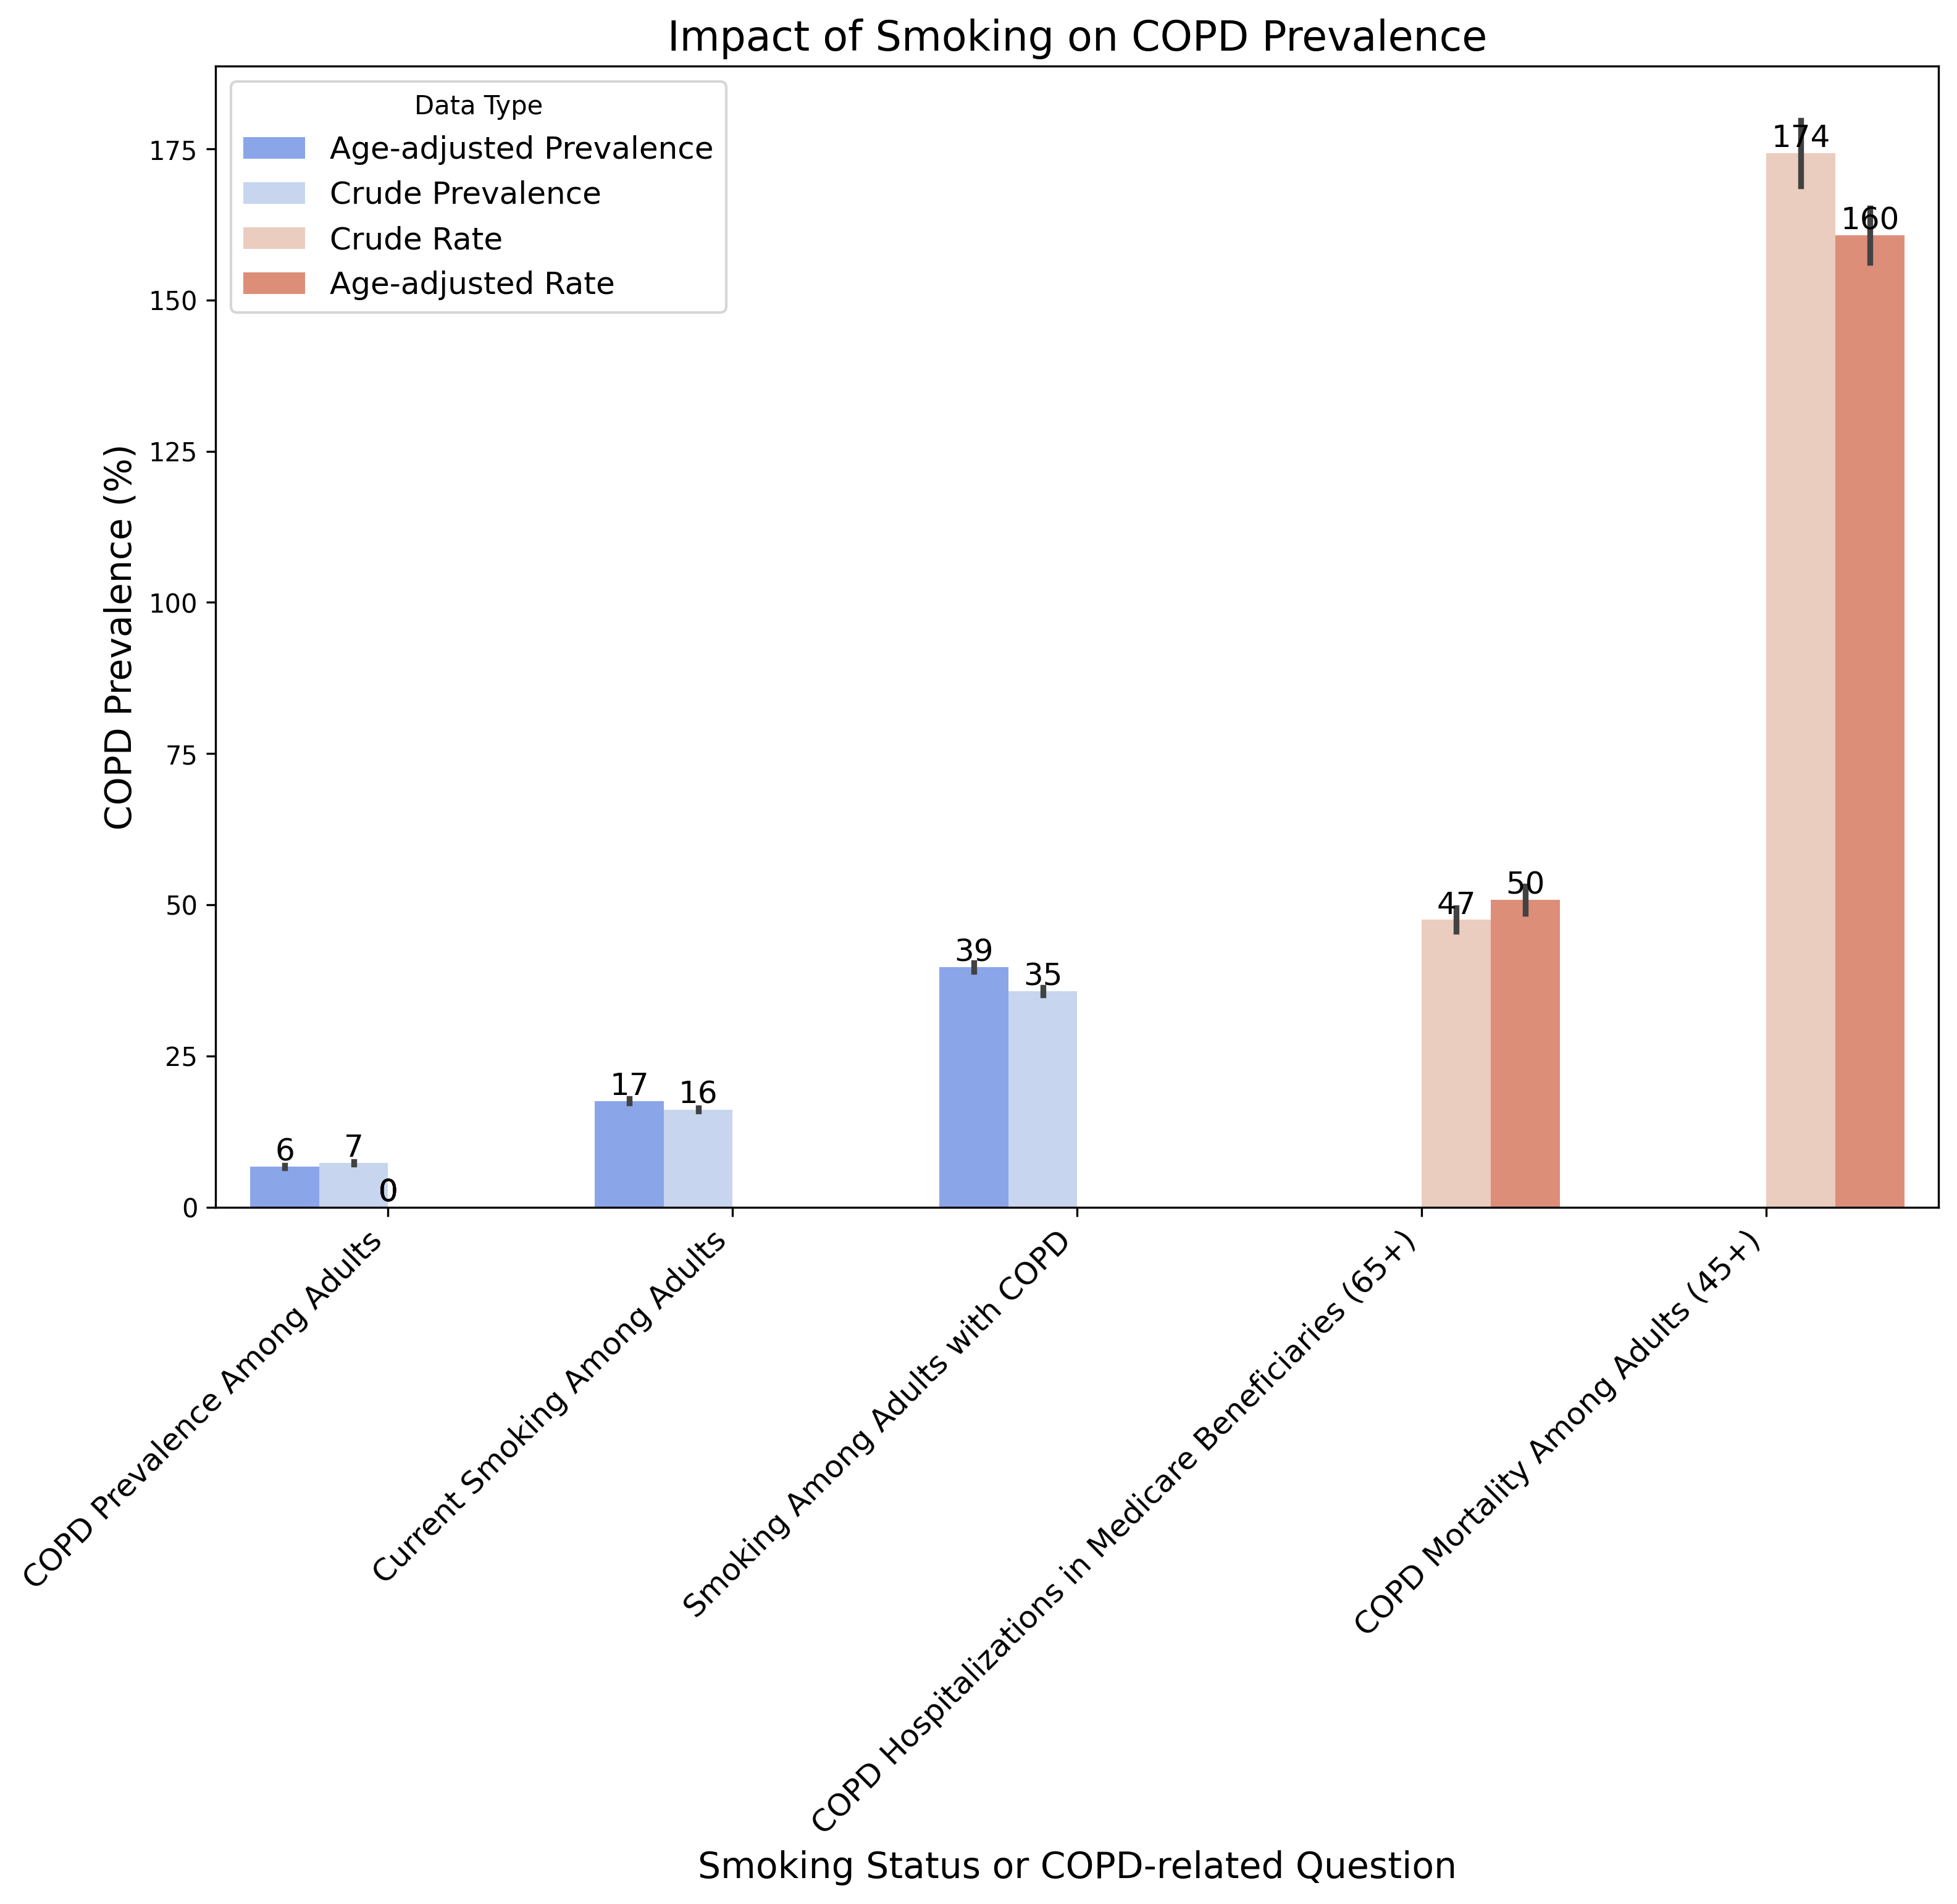 Impact of Smoking on COPD Prevalence
Data Type
Age-adjusted Prevalence
Crude Prevalence
Crude Rate
Age-adjusted Rate
COPD Prevalence (%)
175
150
125
100
75
50
25
0
6
7
0
17
16
39
35
47
50
174
160
COPD Prevalence Among Adults
Current Smoking Among Adults
Smoking Among Adults with COPD
COPD Hospitalizations in Medicare Beneficiaries (65+)
COPD Mortality Among Adults (45+)
Smoking Status or COPD-related Question